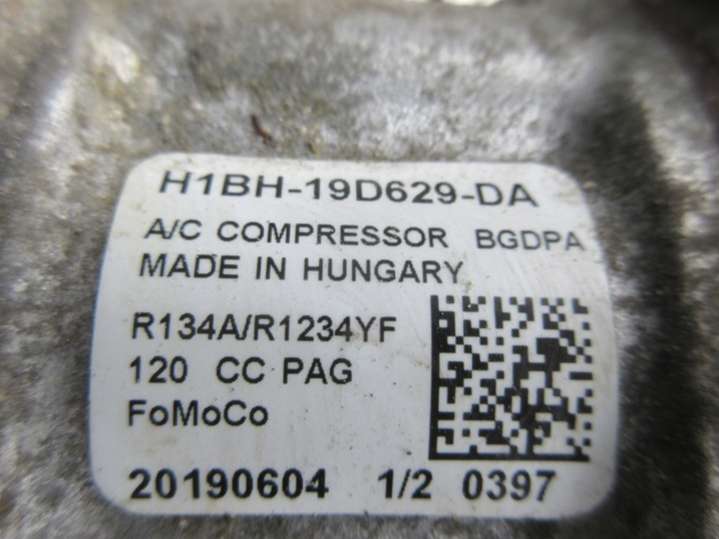 H1BH-19D629-DA
A/C COMPRESSOR BGDPA
MADE IN HUNGARY
R134A/R1234YF
120 CC PAG
FoMoCo
20190604 1/2 0397